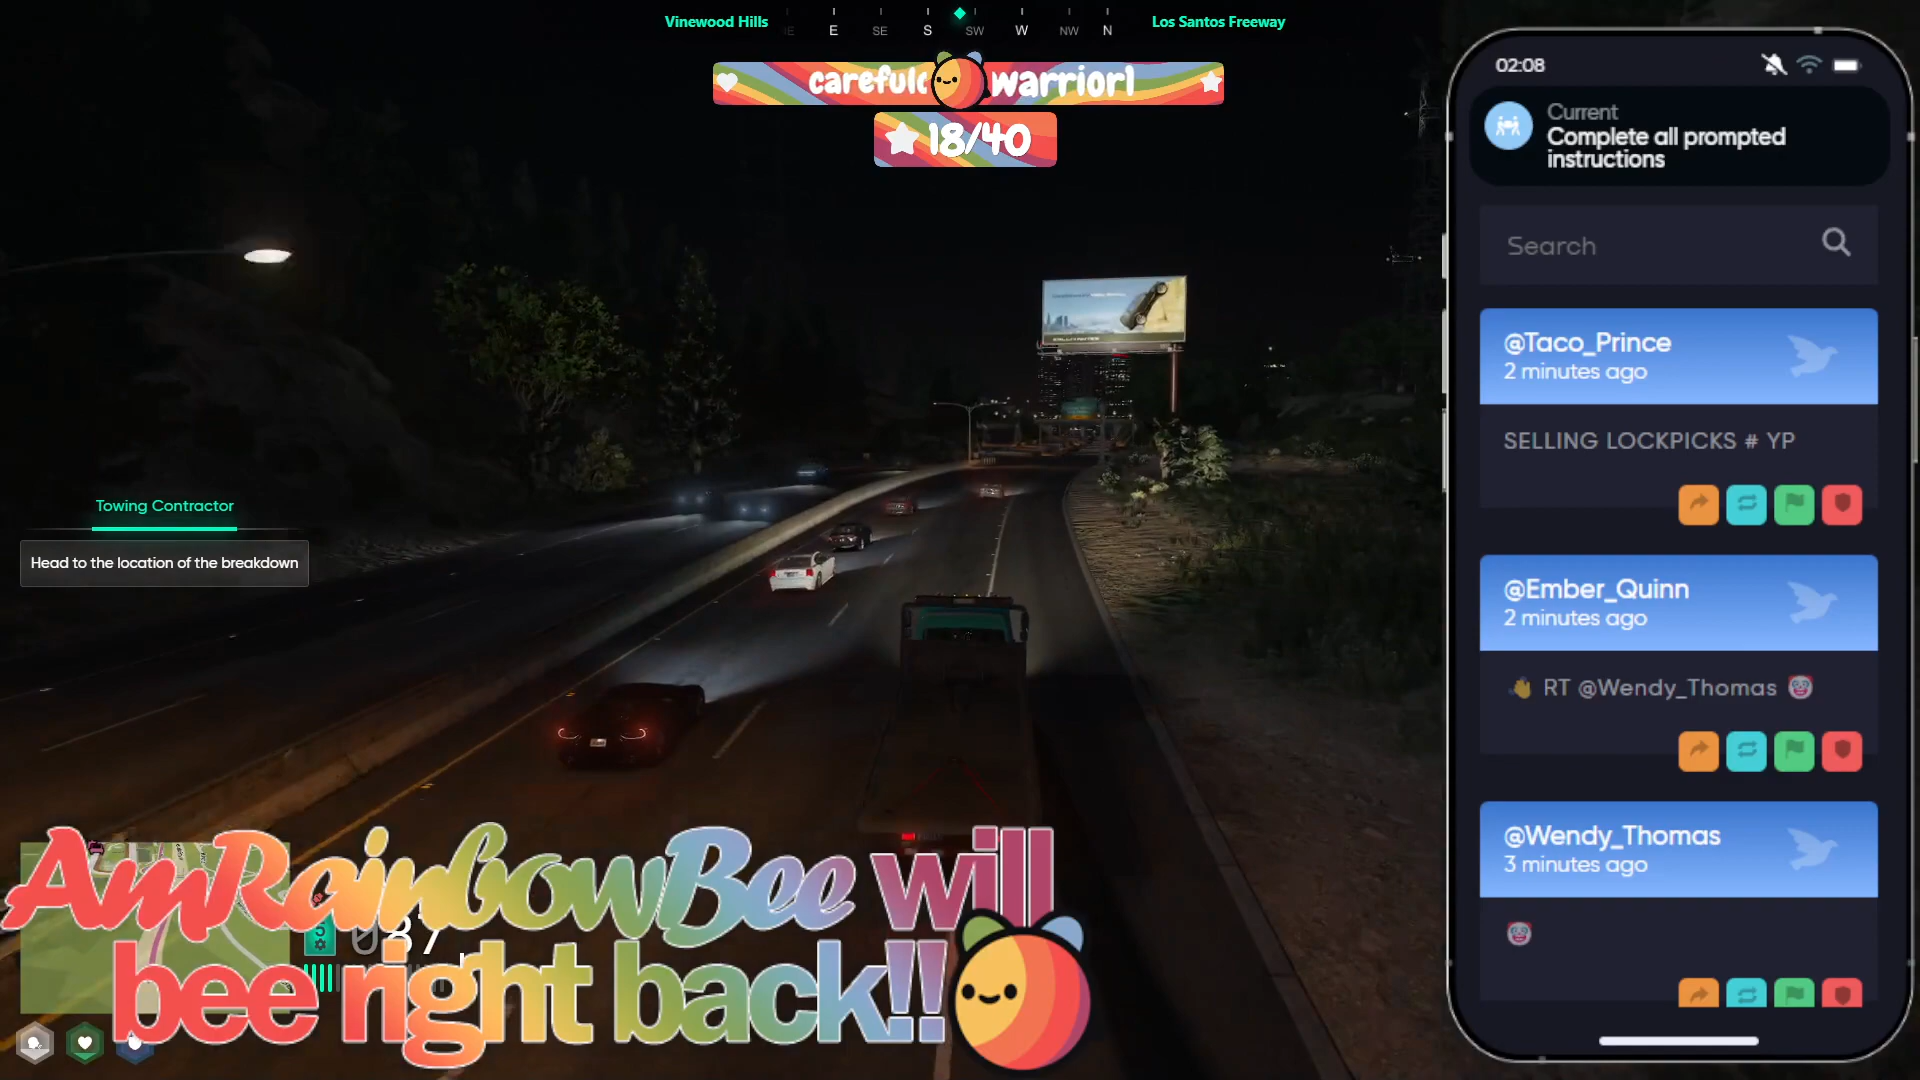 Vinewood Hills
E SE S SW W NW N
Los Santos Freeway
warrior1
18/40
02:08
Current
Complete all prompted
instructions
Search
@Taco_Prince
2 minutes ago
SELLING LOCKPICKS # YP
@Ember_Quinn
2 minutes ago
👋 RT @Wendy_Thomas 🤡
@Wendy_Thomas
3 minutes ago
🤡
Towing Contractor
Head to the location of the breakdown
AmRainbowBee will
bee right back!!